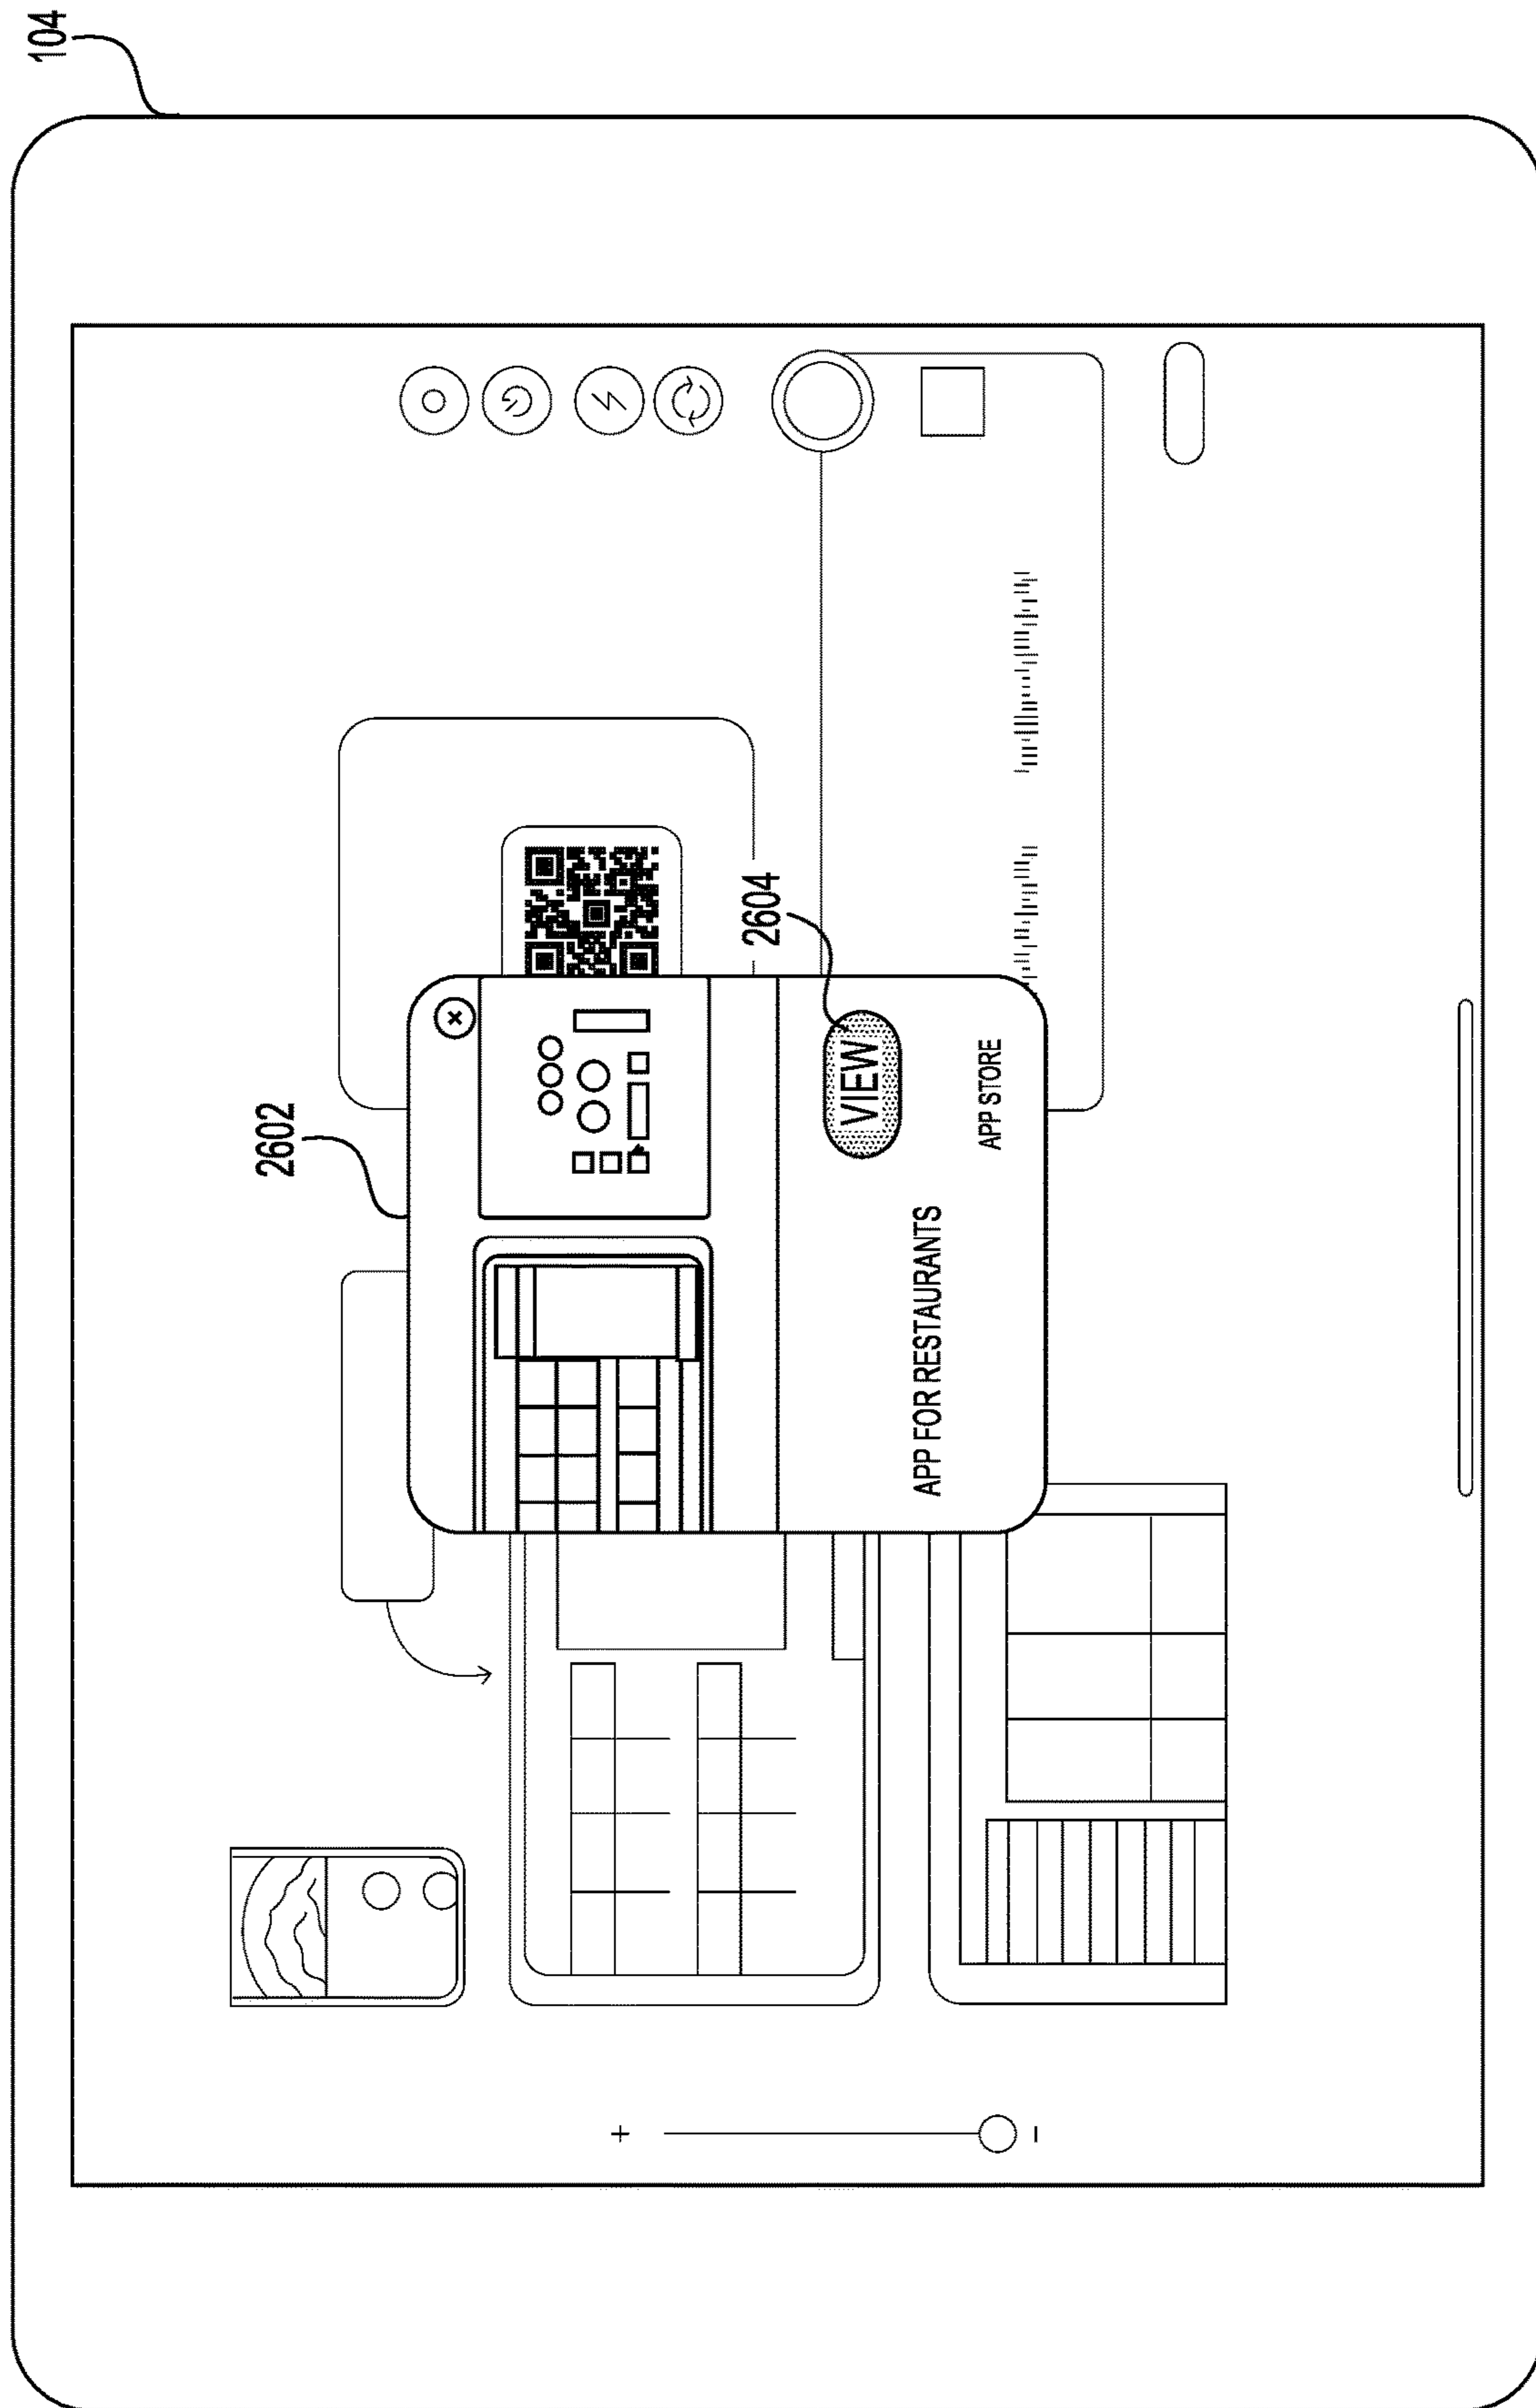 104
2602
2604
VIEW
APP FOR RESTAURANTS
APP STORE
+
-